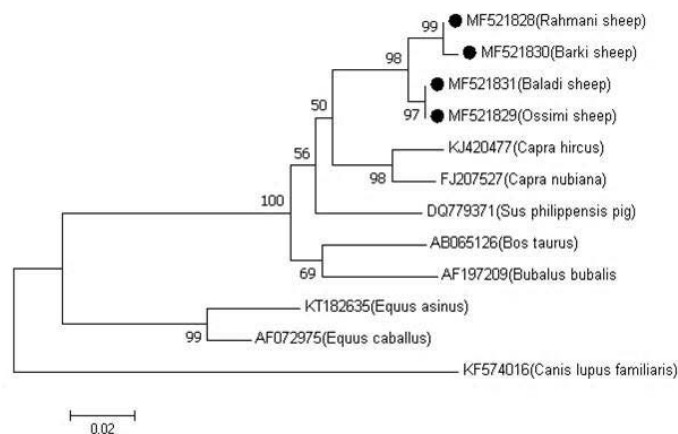 99
MF521828(Rahmani sheep)
98
MF521830(Barki sheep)
MF521831(Baladi sheep)
50
97
MF521829(Ossimi sheep)
KJ420477(Capra hircus)
56
98
FJ207527(Capra nubiana)
100
DQ779371(Sus philippensis pig)
AB065126(Bos taurus)
69
AF197209(Bubalus bubalis
KT182635(Equus asinus)
99
AF072975(Equus caballus)
KF574016(Canis lupus familiaris)
0.02